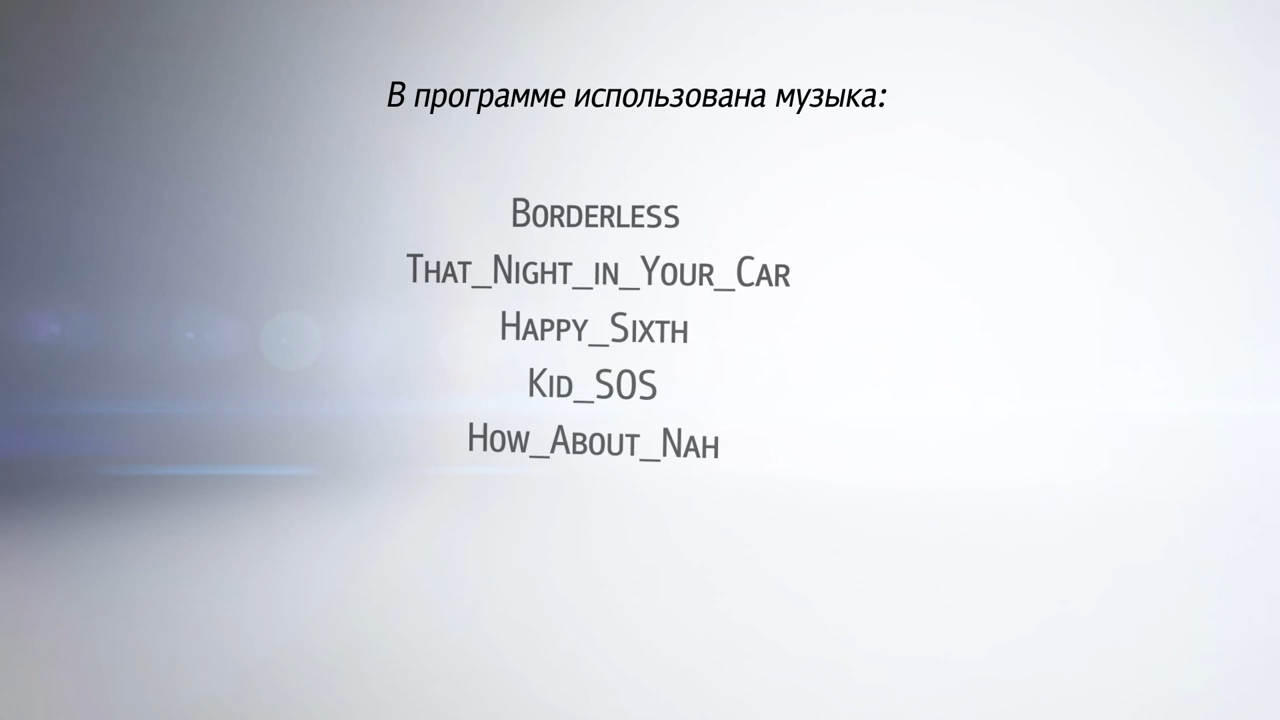 В программе использована музыка:
Borderless
That_Night_in_Your_Car
Happy_Sixth
Kid_SOS
How_About_Nah